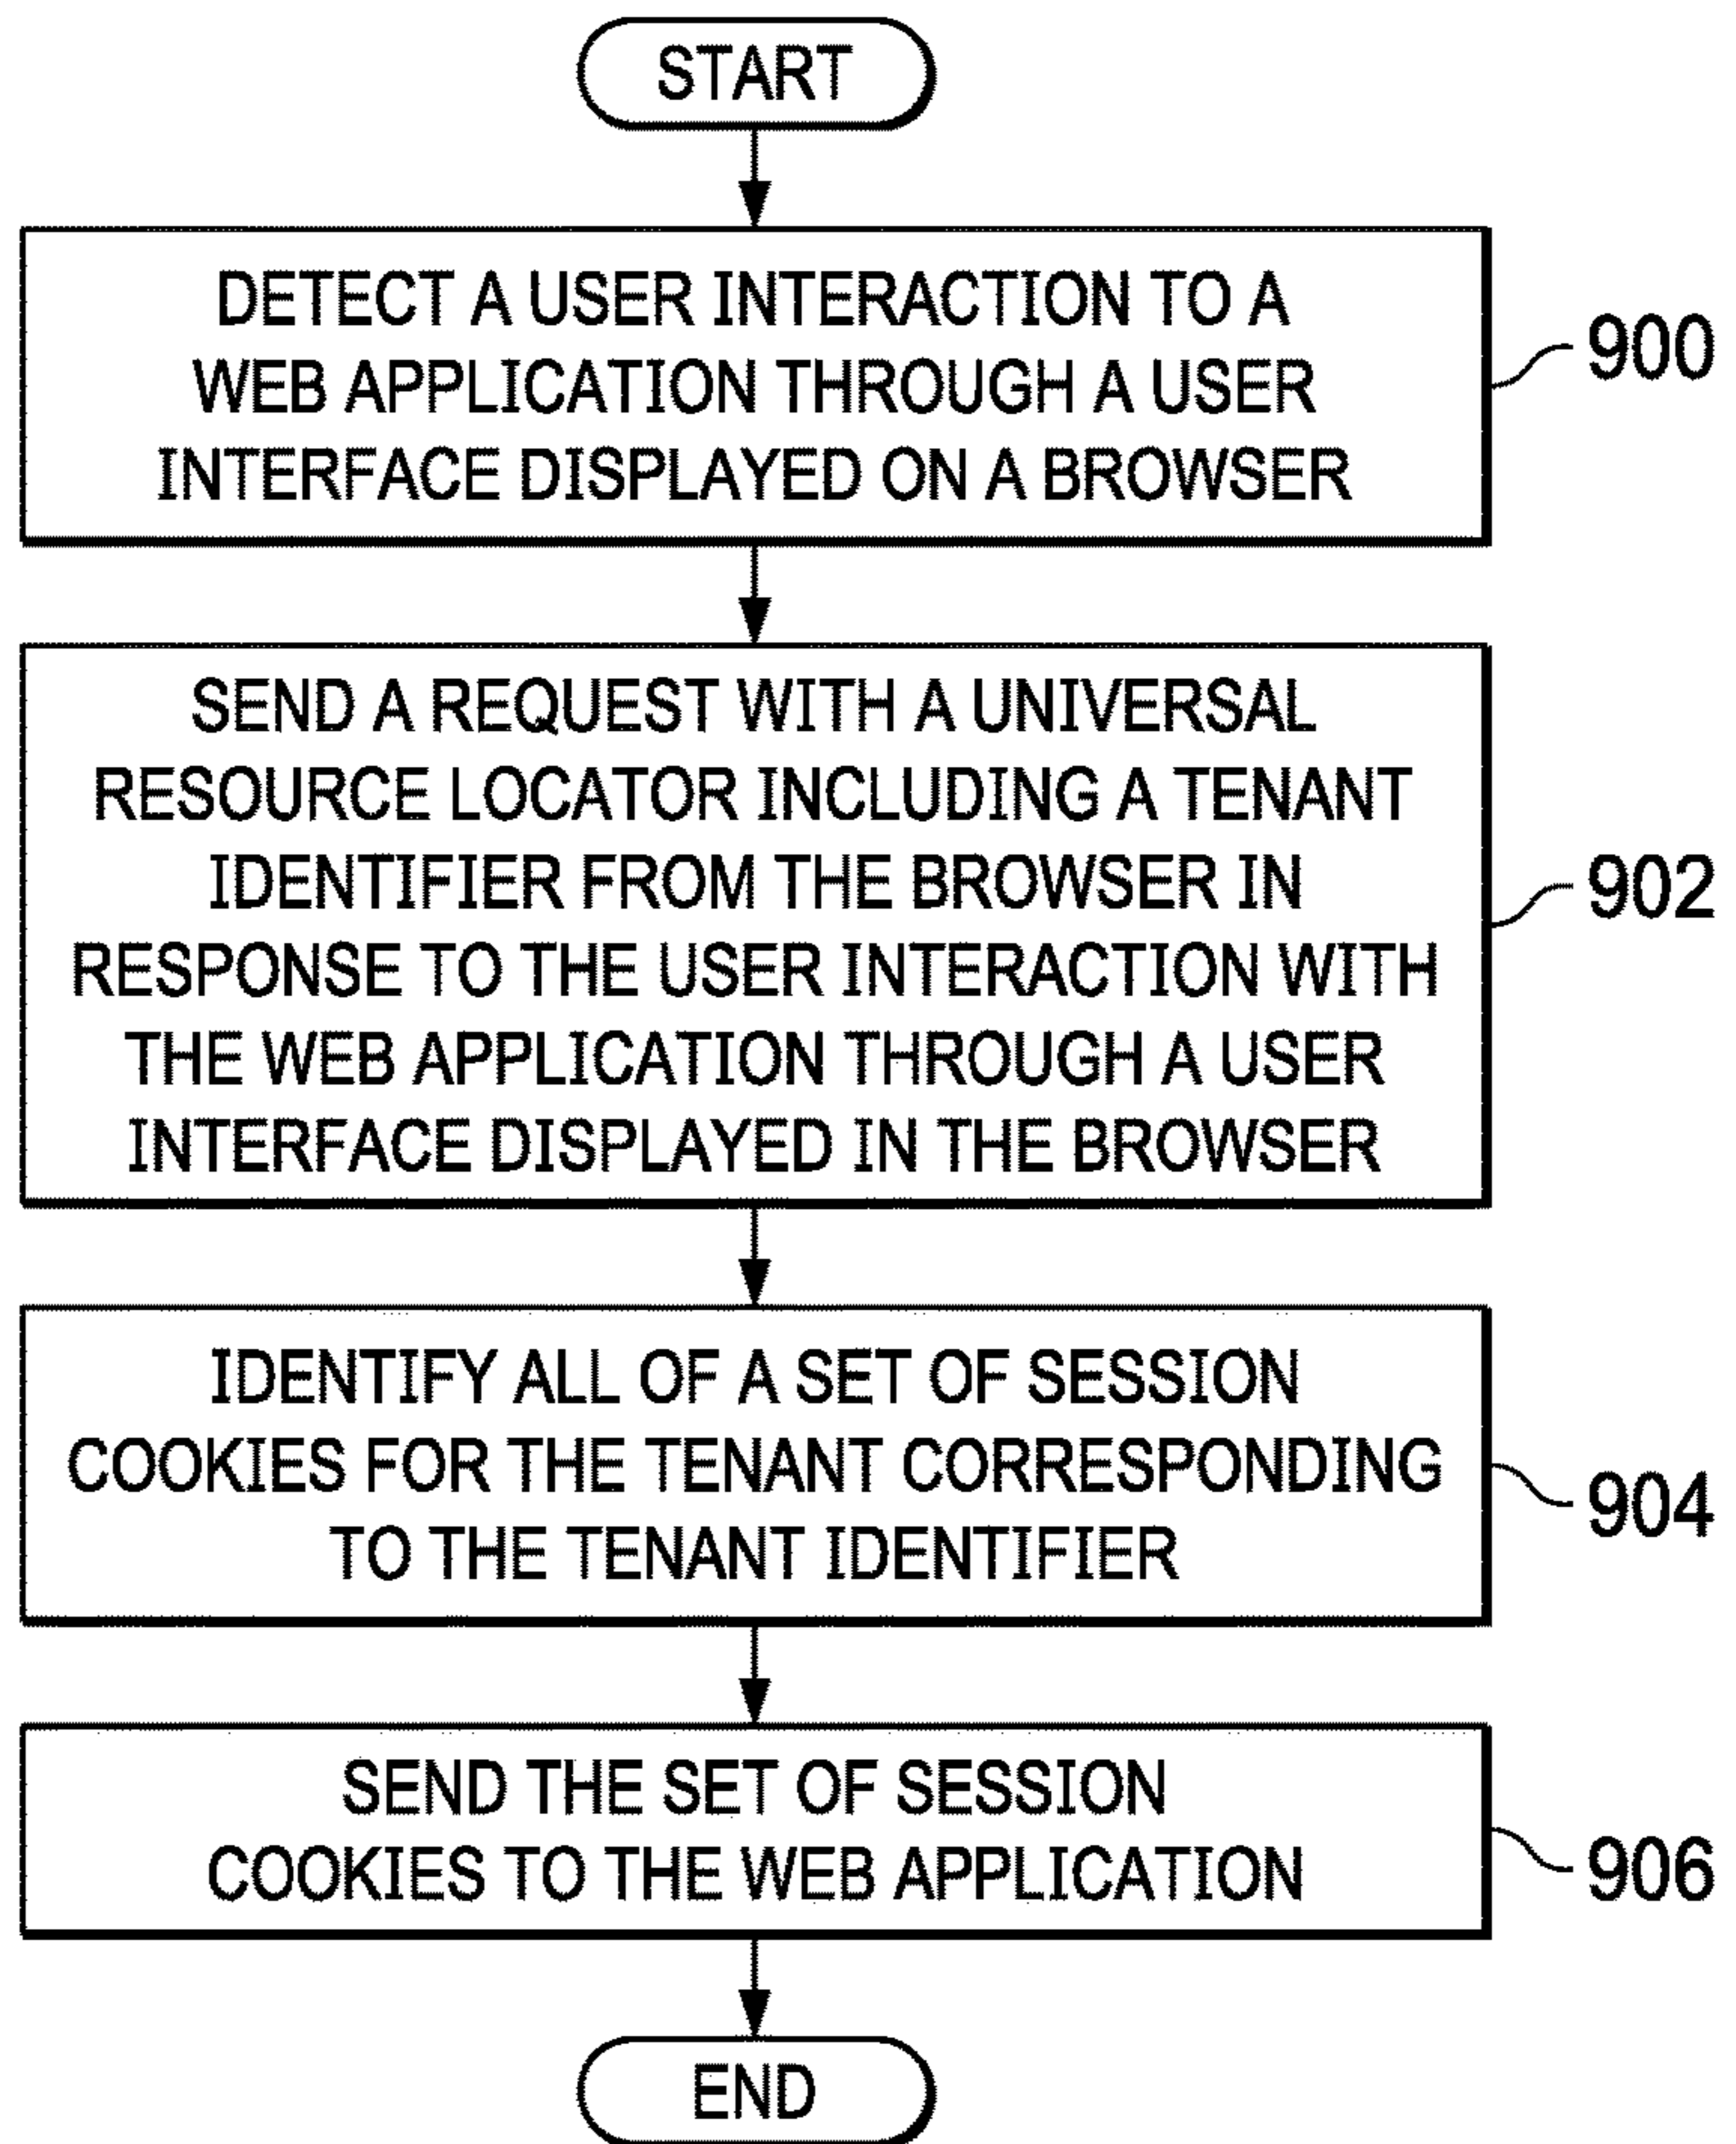 START
DETECT A USER INTERACTION TO A
WEB APPLICATION THROUGH A USER
INTERFACE DISPLAYED ON A BROWSER
900
SEND A REQUEST WITH A UNIVERSAL
RESOURCE LOCATOR INCLUDING A TENANT
IDENTIFIER FROM THE BROWSER IN
RESPONSE TO THE USER INTERACTION WITH
THE WEB APPLICATION THROUGH A USER
INTERFACE DISPLAYED IN THE BROWSER
902
IDENTIFY ALL OF A SET OF SESSION
COOKIES FOR THE TENANT CORRESPONDING
TO THE TENANT IDENTIFIER
904
SEND THE SET OF SESSION
COOKIES TO THE WEB APPLICATION
906
END